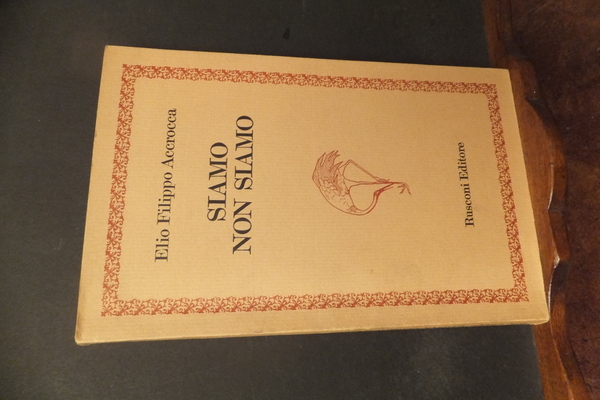 Elio Filippo Accrocca
SIAMO
NON SIAMO
Rusconi Editore